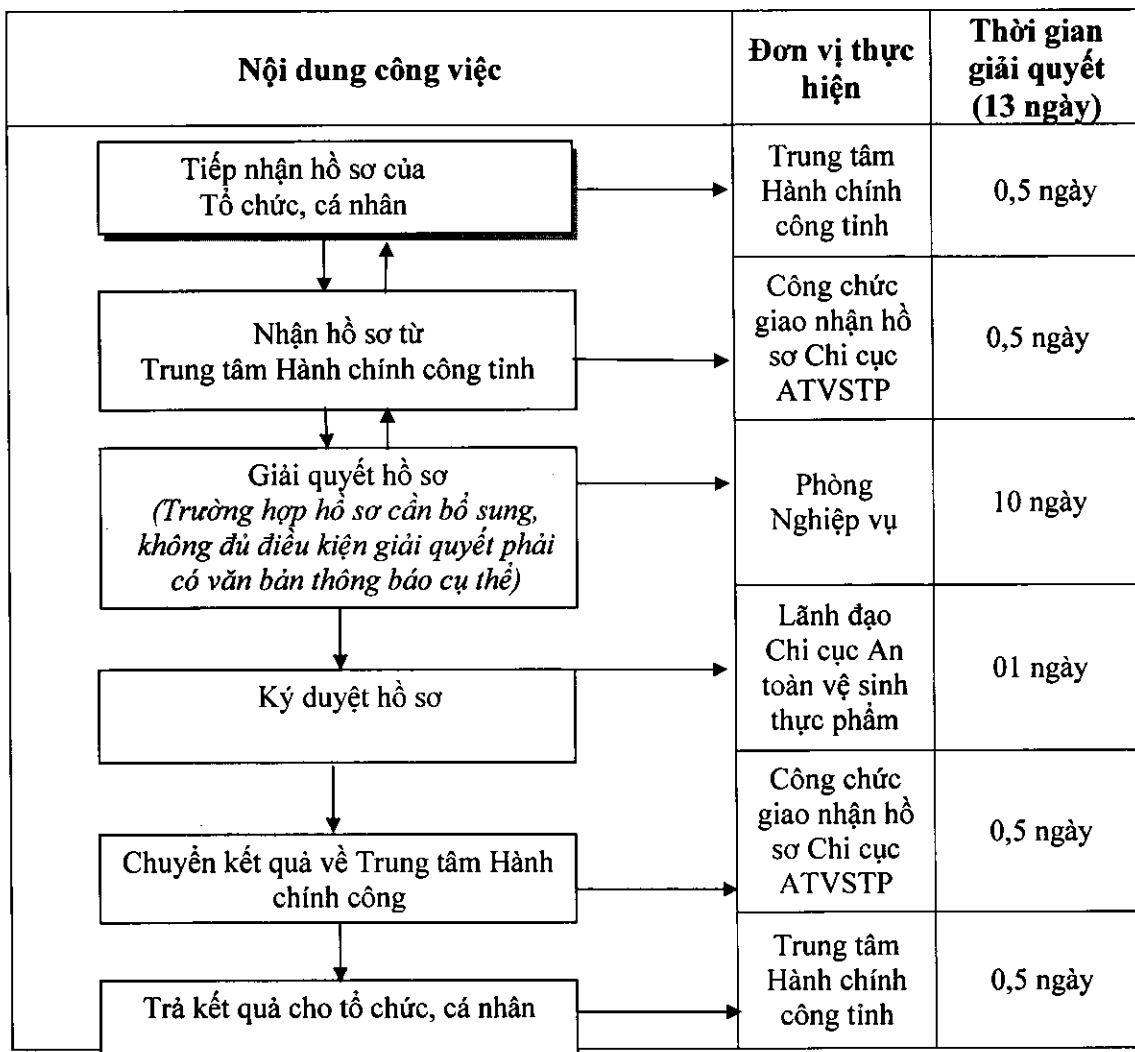 Nội dung công việc
Đơn vị thực
hiện
Thời gian
giải quyết
(13 ngày)
Tiếp nhận hồ sơ của
Tổ chức, cá nhân
Trung tâm
Hành chính
công tỉnh
0,5 ngày
Nhận hồ sơ từ
Trung tâm Hành chính công tỉnh
Công chức
giao nhận hồ
sơ Chi cục
ATVSTP
0,5 ngày
Giải quyết hồ sơ
(Trường hợp hồ sơ cần bổ sung,
không đủ điều kiện giải quyết phải
có văn bản thông báo cụ thể)
Phòng
Nghiệp vụ
10 ngày
Ký duyệt hồ sơ
Lãnh đạo
Chi cục An
toàn vệ sinh
thực phẩm
01 ngày
Chuyển kết quả về Trung tâm Hành
chính công
Công chức
giao nhận hồ
sơ Chi cục
ATVSTP
0,5 ngày
Trả kết quả cho tổ chức, cá nhân
Trung tâm
Hành chính
công tỉnh
0,5 ngày